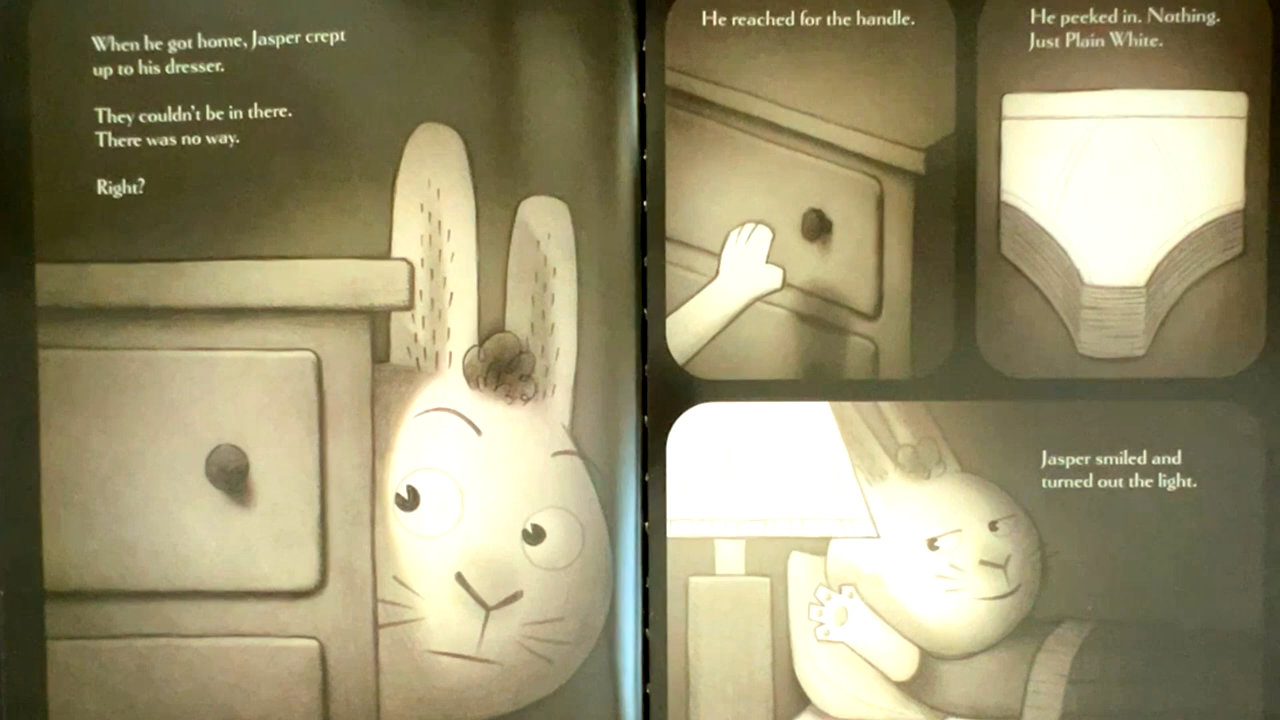 When he got home, Jasper crept
up to his dresser.
They couldn't be in there.
There was no way.
Right?
He reached for the handle.
He peeked in. Nothing.
Just Plain White.
Jasper smiled and
turned out the light.